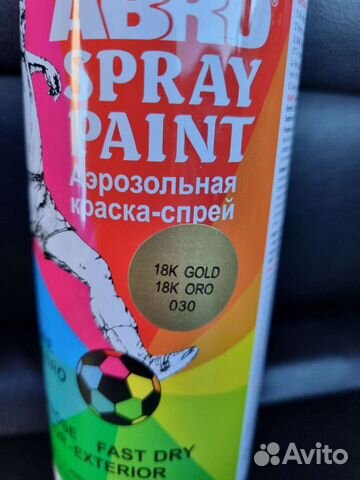 ABRO
SPRAY
PAINT
Аэрозольная
краска-спрей
18K GOLD
18K ORO
030
FAST DRY
-EXTERIOR
Avito